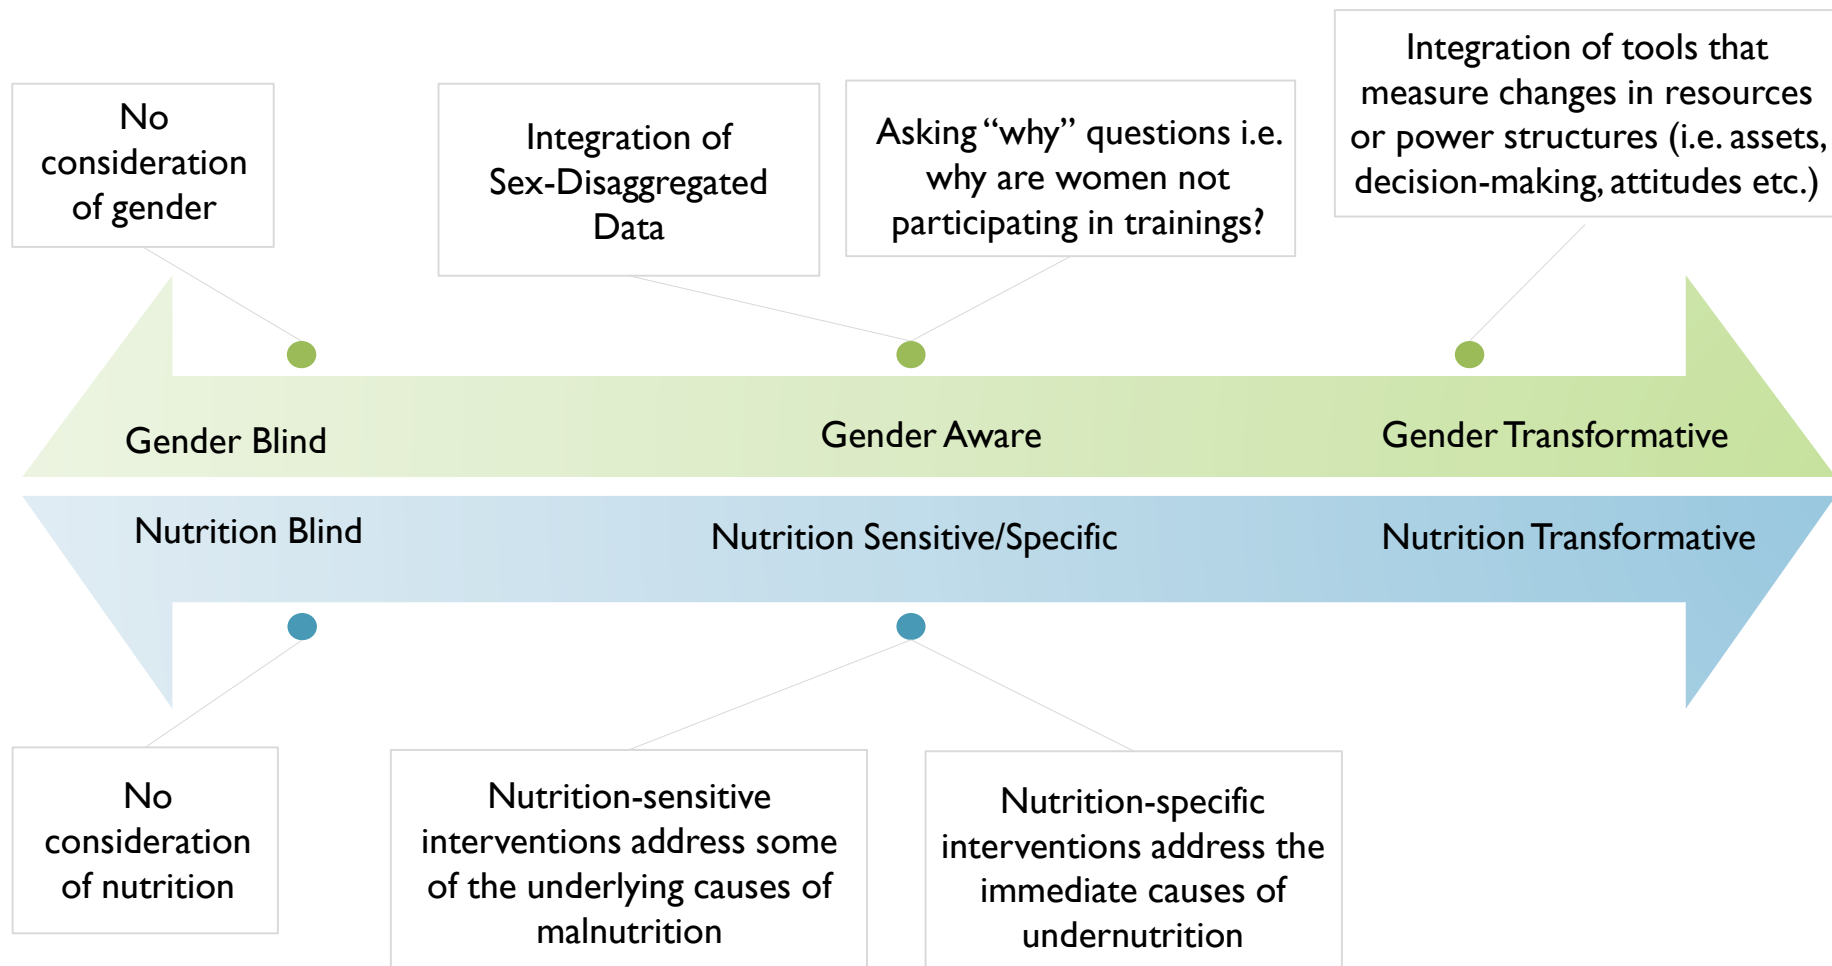 No
consideration
of gender
Integration of
Sex-Disaggregated
Data
Asking “why” questions i.e.
why are women not
participating in trainings?
Integration of tools that
measure changes in resources
or power structures (i.e. assets,
decision-making, attitudes etc.)
Gender Blind
Gender Aware
Gender Transformative
Nutrition Blind
Nutrition Sensitive/Specific
Nutrition Transformative
No
consideration
of nutrition
Nutrition-sensitive
interventions address some
of the underlying causes of
malnutrition
Nutrition-specific
interventions address the
immediate causes of
undernutrition